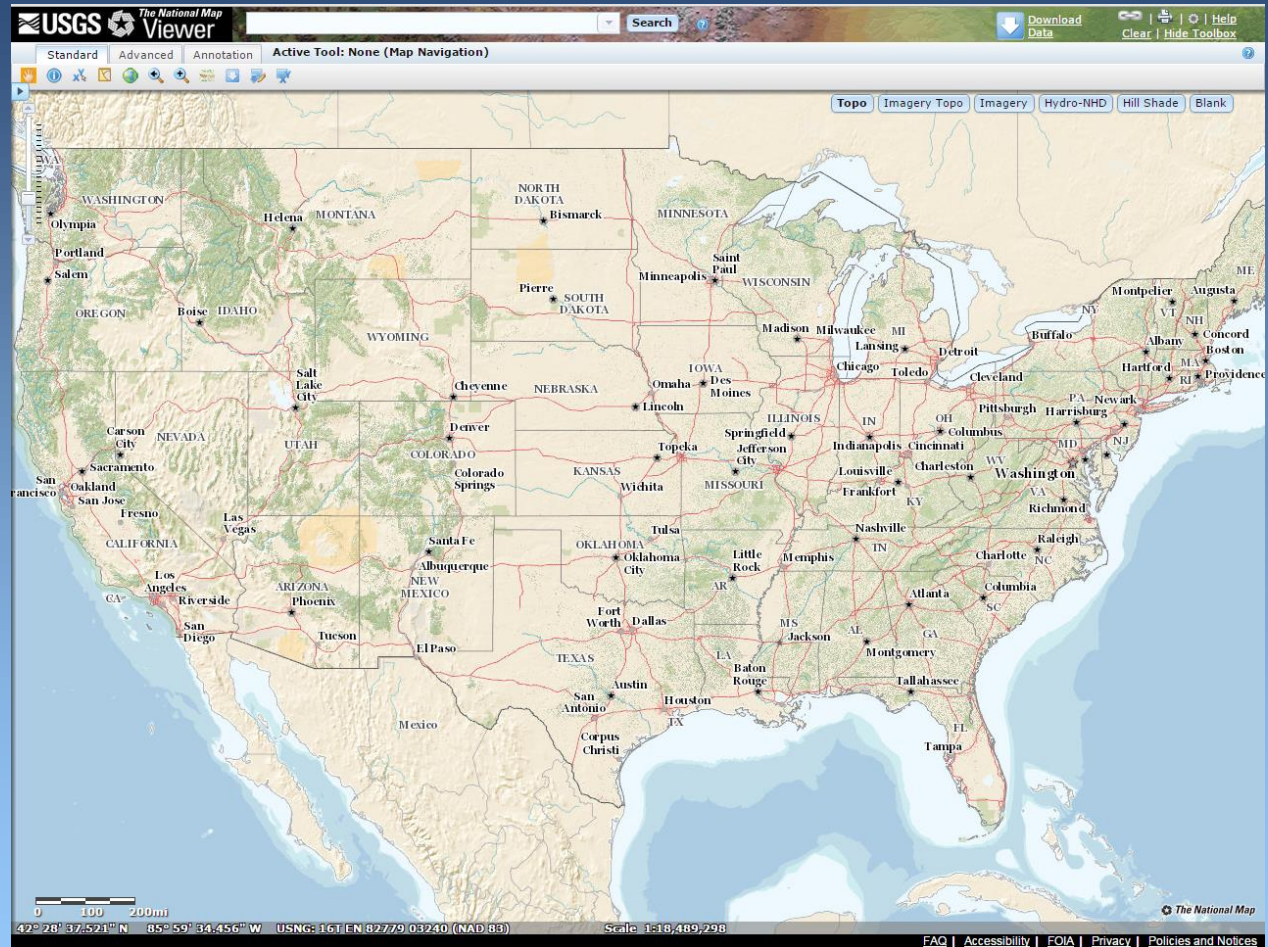 USGS The National Map Viewer
Search
Download Data
| | | Help
Clear | Hide Toolbox
Standard Advanced Annotation Active Tool: None (Map Navigation)
Topo Imagery Topo Imagery Hydro-NHD Hill Shade Blank
WA
WASHINGTON
Olympia
Helena
MONTANA
NORTH DAKOTA
Bismarck
MINNESOTA
Portland
Salem
Saint Paul
Minneapolis
WISCONSIN
ME
OREGON
Boise
IDAHO
Pierre
SOUTH DAKOTA
Montpelier
Augusta
VT
NY
NH
WYOMING
Madison
Milwaukee
MI
Lansing
Detroit
Buffalo
Concord
Albany
Boston
Salt Lake City
Cheyenne
NEBRASKA
IOWA
Omaha
Des Moines
Chicago
Toledo
Cleveland
Hartford
MA
RI
Providence
Lincoln
PA
Newark
Pittsburgh
Harrisburg
Carson City
NEVADA
UTAH
Denver
COLORADO
ILLINOIS
IN
OH
Springfield
Indianapolis
Cincinnati
Columbus
MD
NJ
Sacramento
Topeka
Jefferson City
WV
Washington
San Francisco
Oakland
San Jose
Colorado Springs
KANSAS
Wichita
MISSOURI
Louisville
Charleston
Frankfort
KY
VA
Richmond
Fresno
Las Vegas
CALIFORNIA
Tulsa
Nashville
Raleigh
Santa Fe
OKLAHOMA
Oklahoma City
Little Rock
Memphis
TN
Charlotte
NC
Albuquerque
Los Angeles
CA
Riverside
ARIZONA
Phoenix
NEW MEXICO
AR
Atlanta
Columbia
SC
San Diego
Tucson
Fort Worth
Dallas
MS
Jackson
AL
GA
Montgomery
El Paso
TEXAS
LA
Baton Rouge
Tallahassee
Austin
San Antonio
Houston
TX
FL
Mexico
Corpus Christi
Tampa
0 100 200mi
The National Map
42° 28' 37.521" N 85° 59' 34.456" W USNG: 16T EN 82779 03240 (NAD 83) Scale 1:18,489,298
FAQ | Accessibility | FOIA | Privacy | Policies and Notices